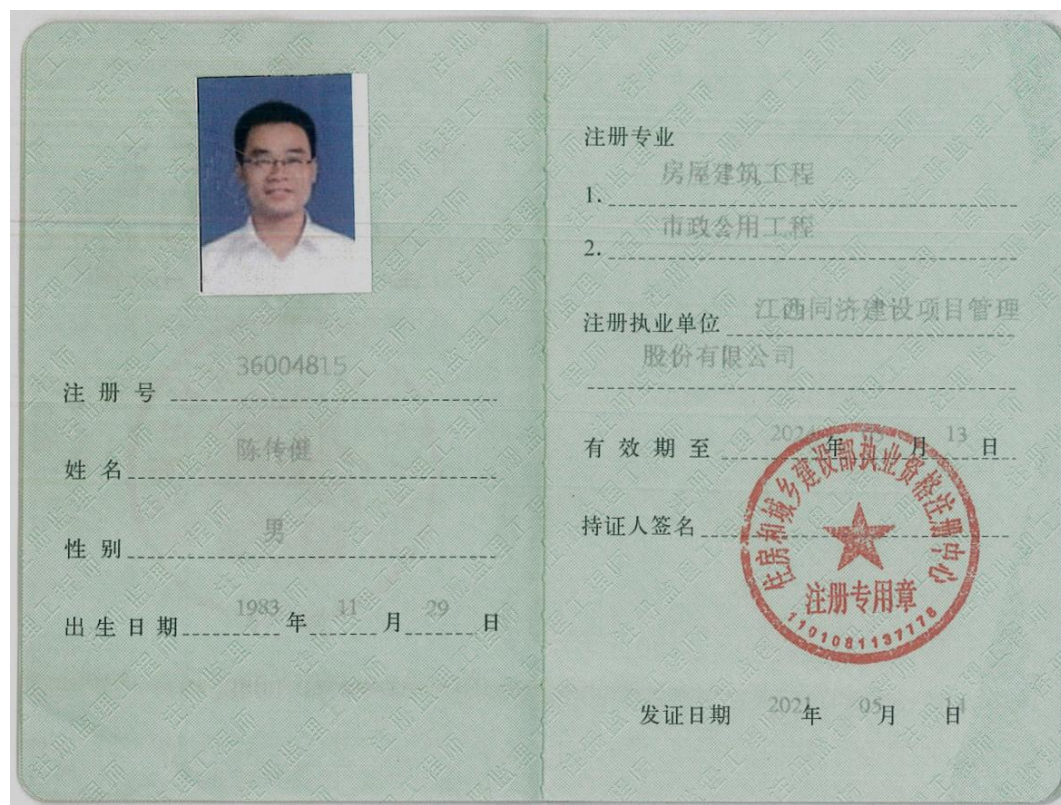 注册号 36004815
姓名 陈传健
性别 男
出生日期 1983 年 11 月 29 日
注册专业
1. 房屋建筑工程
2. 市政公用工程
注册执业单位 江西同济建设项目管理
股份有限公司
有效期至 2024 年 05 月 13 日
持证人签名
住房和城乡建设部执业资格注册中心
注册专用章
1101081137778
发证日期 2021 年 05 月 14 日